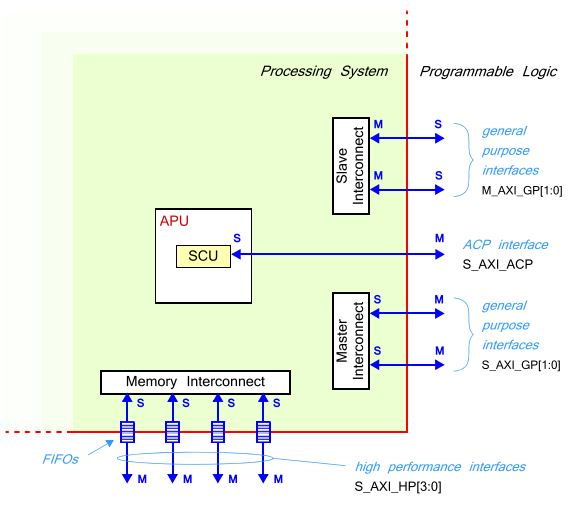 Processing System
Programmable Logic
Slave
Interconnect
M
S
M
S
general
purpose
interfaces
M_AXI_GP[1:0]
APU
SCU
S
M
ACP interface
S_AXI_ACP
Master
Interconnect
S
M
S
M
general
purpose
interfaces
S_AXI_GP[1:0]
Memory Interconnect
S
S
S
S
FIFOs
M
M
M
M
high performance interfaces
S_AXI_HP[3:0]